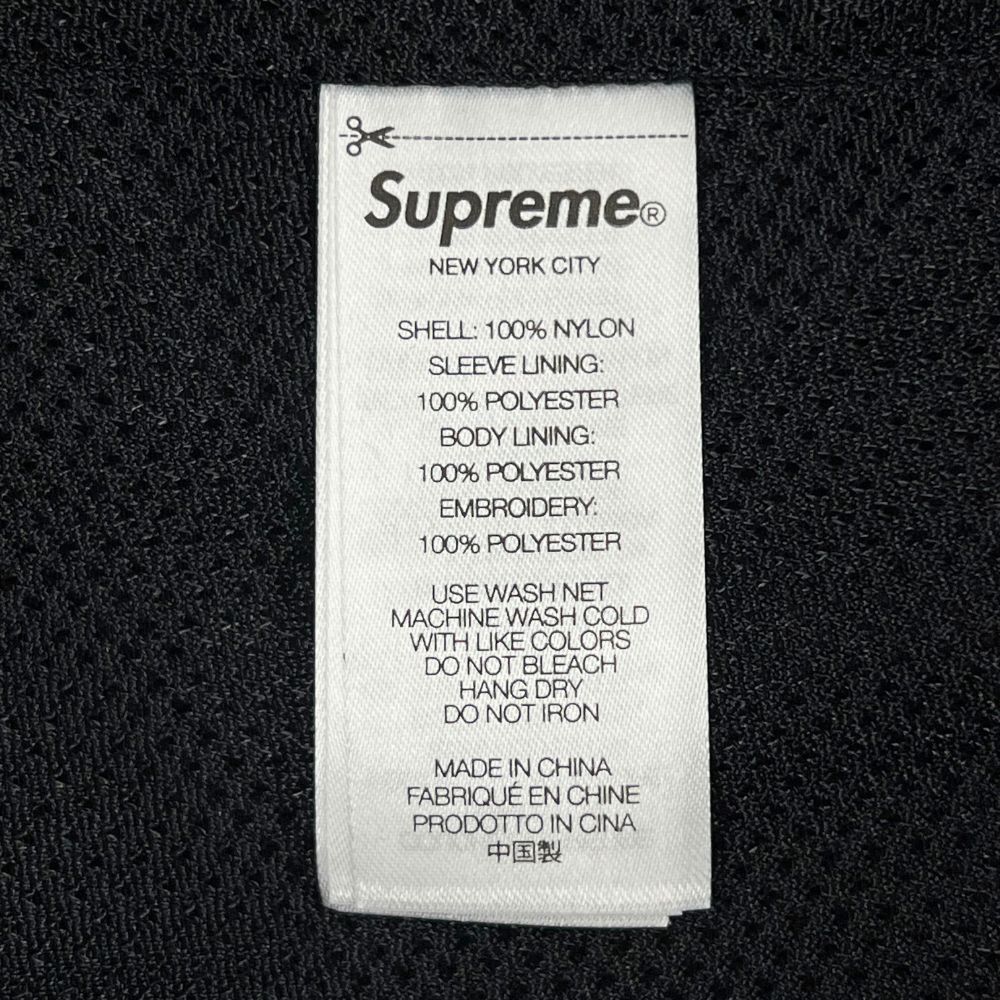 Supreme®
NEW YORK CITY
SHELL: 100% NYLON
SLEEVE LINING:
100% POLYESTER
BODY LINING:
100% POLYESTER
EMBROIDERY:
100% POLYESTER
USE WASH NET
MACHINE WASH COLD
WITH LIKE COLORS
DO NOT BLEACH
HANG DRY
DO NOT IRON
MADE IN CHINA
FABRIQUÉ EN CHINE
PRODOTTO IN CINA
中国製